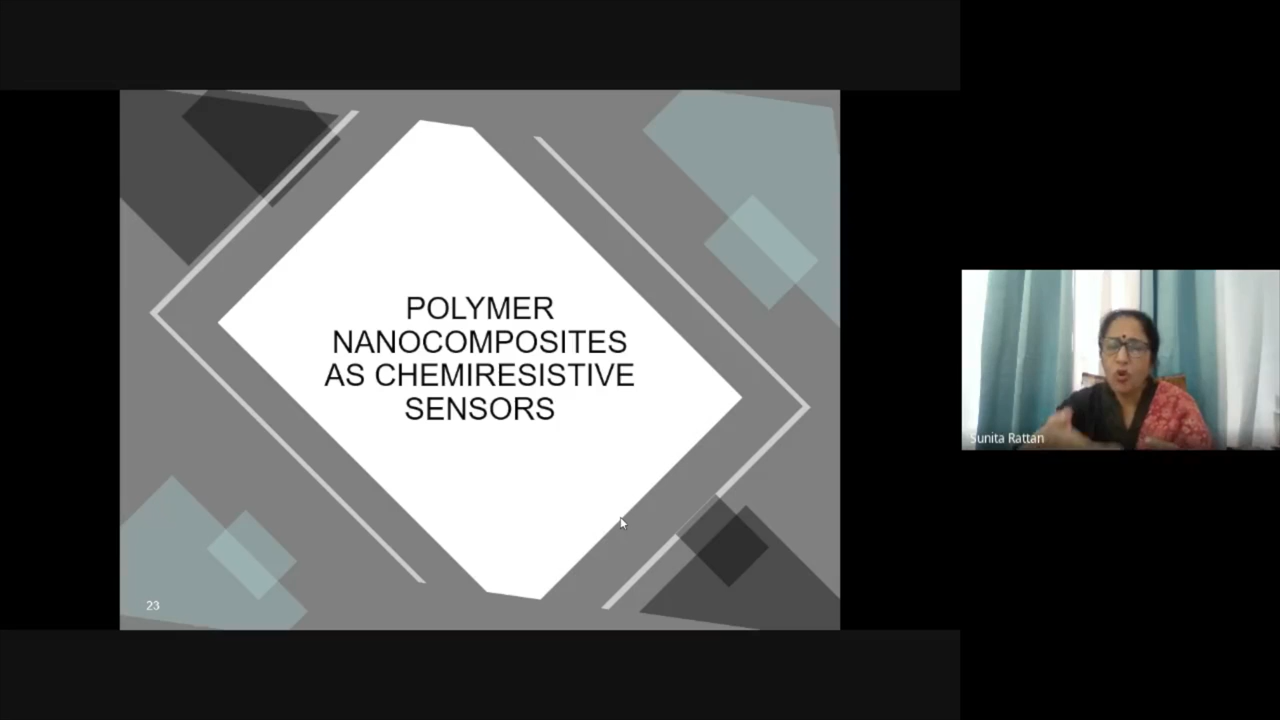 POLYMER
NANOCOMPOSITES
AS CHEMIRESISTIVE
SENSORS
23
Sunita Rattan